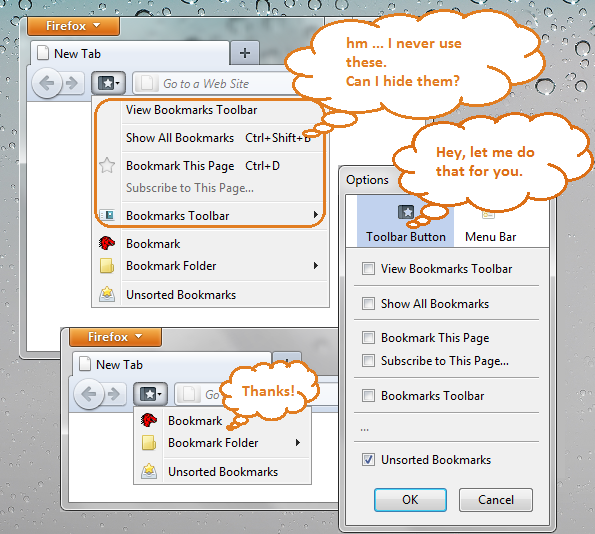 Firefox
New Tab
Go to a Web Site
View Bookmarks Toolbar
Show All Bookmarks Ctrl+Shift+B
Bookmark This Page Ctrl+D
Subscribe to This Page...
Bookmarks Toolbar
Bookmark
Bookmark Folder
Unsorted Bookmarks
hm ... I never use
these.
Can I hide them?
Hey, let me do
that for you.
Options
Toolbar Button
Menu Bar
View Bookmarks Toolbar
Show All Bookmarks
Bookmark This Page
Subscribe to This Page...
Bookmarks Toolbar
...
Unsorted Bookmarks
OK
Cancel
Firefox
New Tab
Go
Thanks!
Bookmark
Bookmark Folder
Unsorted Bookmarks